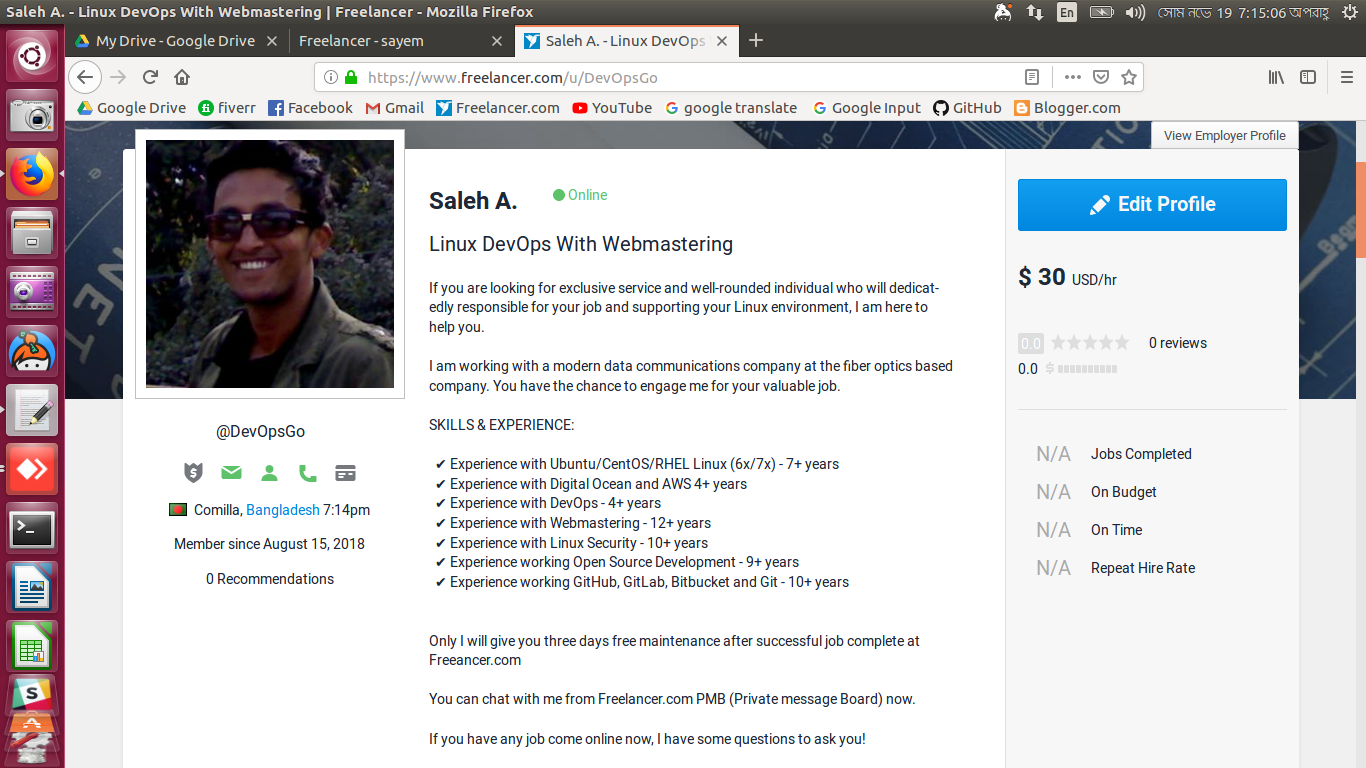 Saleh A. - Linux DevOps With Webmastering | Freelancer - Mozilla Firefox
En
সোম নভে 19 7:15:06 অপরাহ্ণ
My Drive - Google Drive
Freelancer - sayem
Saleh A. - Linux DevOps
https://www.freelancer.com/u/DevOpsGo
Google Drive
fiverr
Facebook
Gmail
Freelancer.com
YouTube
google translate
Google Input
GitHub
Blogger.com
View Employer Profile
Saleh A.
Online
Linux DevOps With Webmastering
If you are looking for exclusive service and well-rounded individual who will dedicat-
edly responsible for your job and supporting your Linux environment, I am here to
help you.
I am working with a modern data communications company at the fiber optics based
company. You have the chance to engage me for your valuable job.
SKILLS & EXPERIENCE:
✔ Experience with Ubuntu/CentOS/RHEL Linux (6x/7x) - 7+ years
✔ Experience with Digital Ocean and AWS 4+ years
✔ Experience with DevOps - 4+ years
✔ Experience with Webmastering - 12+ years
✔ Experience with Linux Security - 10+ years
✔ Experience working Open Source Development - 9+ years
✔ Experience working GitHub, GitLab, Bitbucket and Git - 10+ years
Only I will give you three days free maintenance after successful job complete at
Freeancer.com
You can chat with me from Freelancer.com PMB (Private message Board) now.
If you have any job come online now, I have some questions to ask you!
@DevOpsGo
Comilla, Bangladesh 7:14pm
Member since August 15, 2018
0 Recommendations
Edit Profile
$ 30 USD/hr
0.0
0 reviews
0.0
N/A Jobs Completed
N/A On Budget
N/A On Time
N/A Repeat Hire Rate